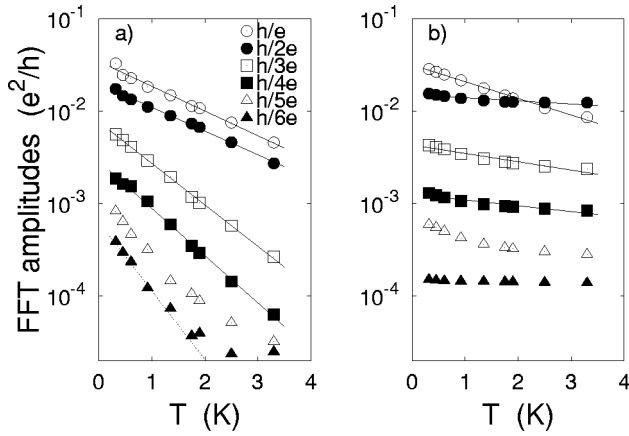 FFT amplitudes (e²/h)
10⁻¹
10⁻²
10⁻³
10⁻⁴
a)
h/e
h/2e
h/3e
h/4e
h/5e
h/6e
0 1 2 3 4
T (K)
10⁻¹
10⁻²
10⁻³
10⁻⁴
b)
0 1 2 3 4
T (K)